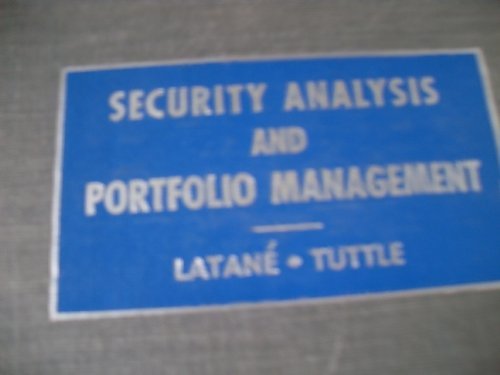 SECURITY ANALYSIS
AND
PORTFOLIO MANAGEMENT
LATANÉ • TUTTLE